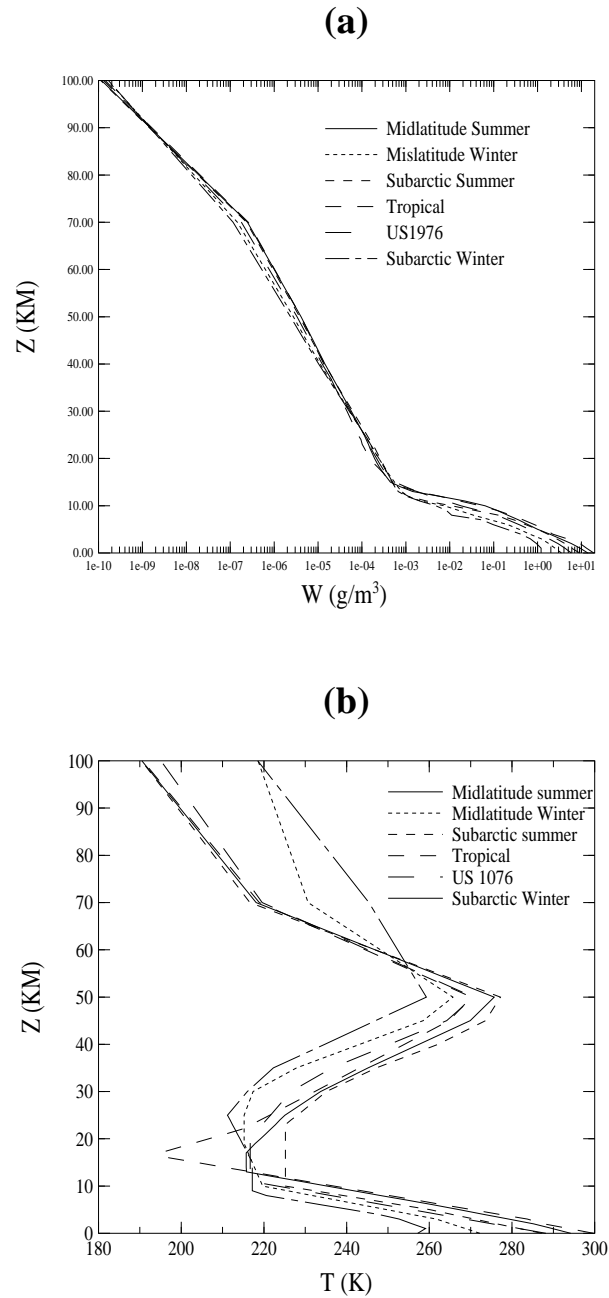 (a)
100.00
90.00
80.00
70.00
60.00
50.00
40.00
30.00
20.00
10.00
0.00
Z (KM)
Midlatitude Summer
Mislatitude Winter
Subarctic Summer
Tropical
US1976
Subarctic Winter
1e-10 1e-09 1e-08 1e-07 1e-06 1e-05 1e-04 1e-03 1e-02 1e-01 1e+00 1e+01
W (g/m3)
(b)
100
90
80
70
60
50
40
30
20
10
0
Z (KM)
Midlatitude summer
Midlatitude Winter
Subarctic summer
Tropical
US 1076
Subarctic Winter
180 200 220 240 260 280 300
T (K)